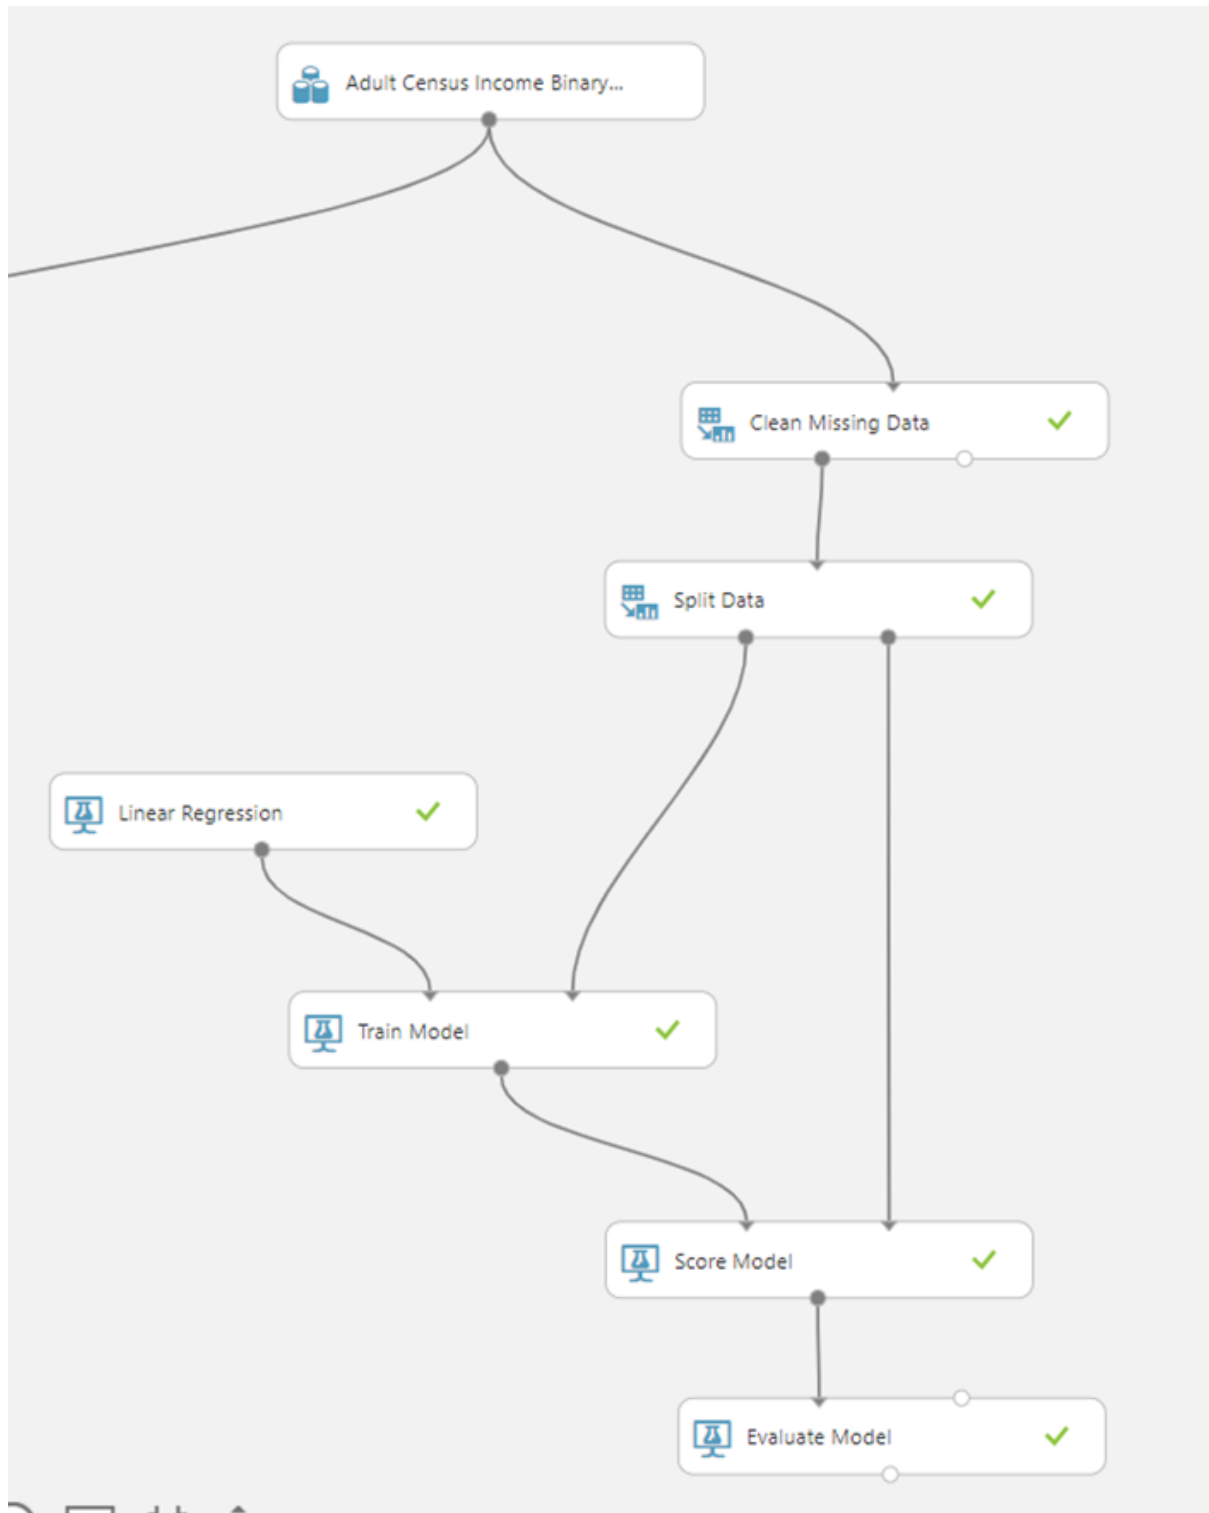 Adult Census Income Binary...
Clean Missing Data
Split Data
Linear Regression
Train Model
Score Model
Evaluate Model